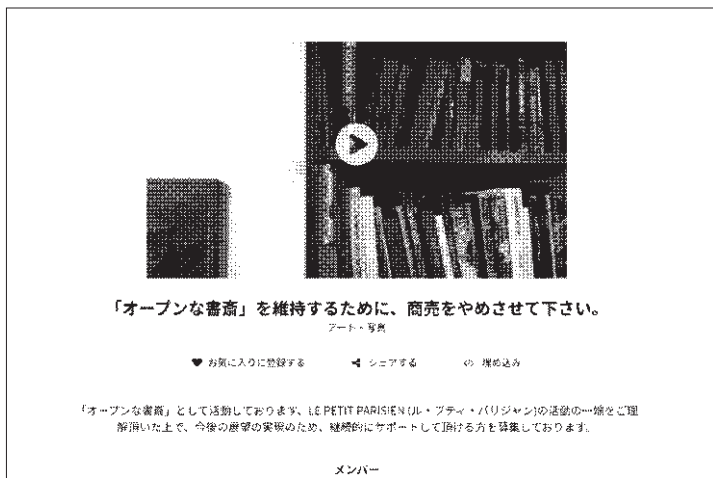 「オープンな書斎」を維持するために、商売をやめさせて下さい。
アート・写真
お気に入りに登録する シェアする 埋め込み
「オープンな書斎」として活動しております、LE PETIT PARISIEN (ル・プティ・パリジャン)の活動の一端をご理
解頂いた上で、今後の展望の実現のため、継続的にサポートして頂ける方を募集しております。
メンバー